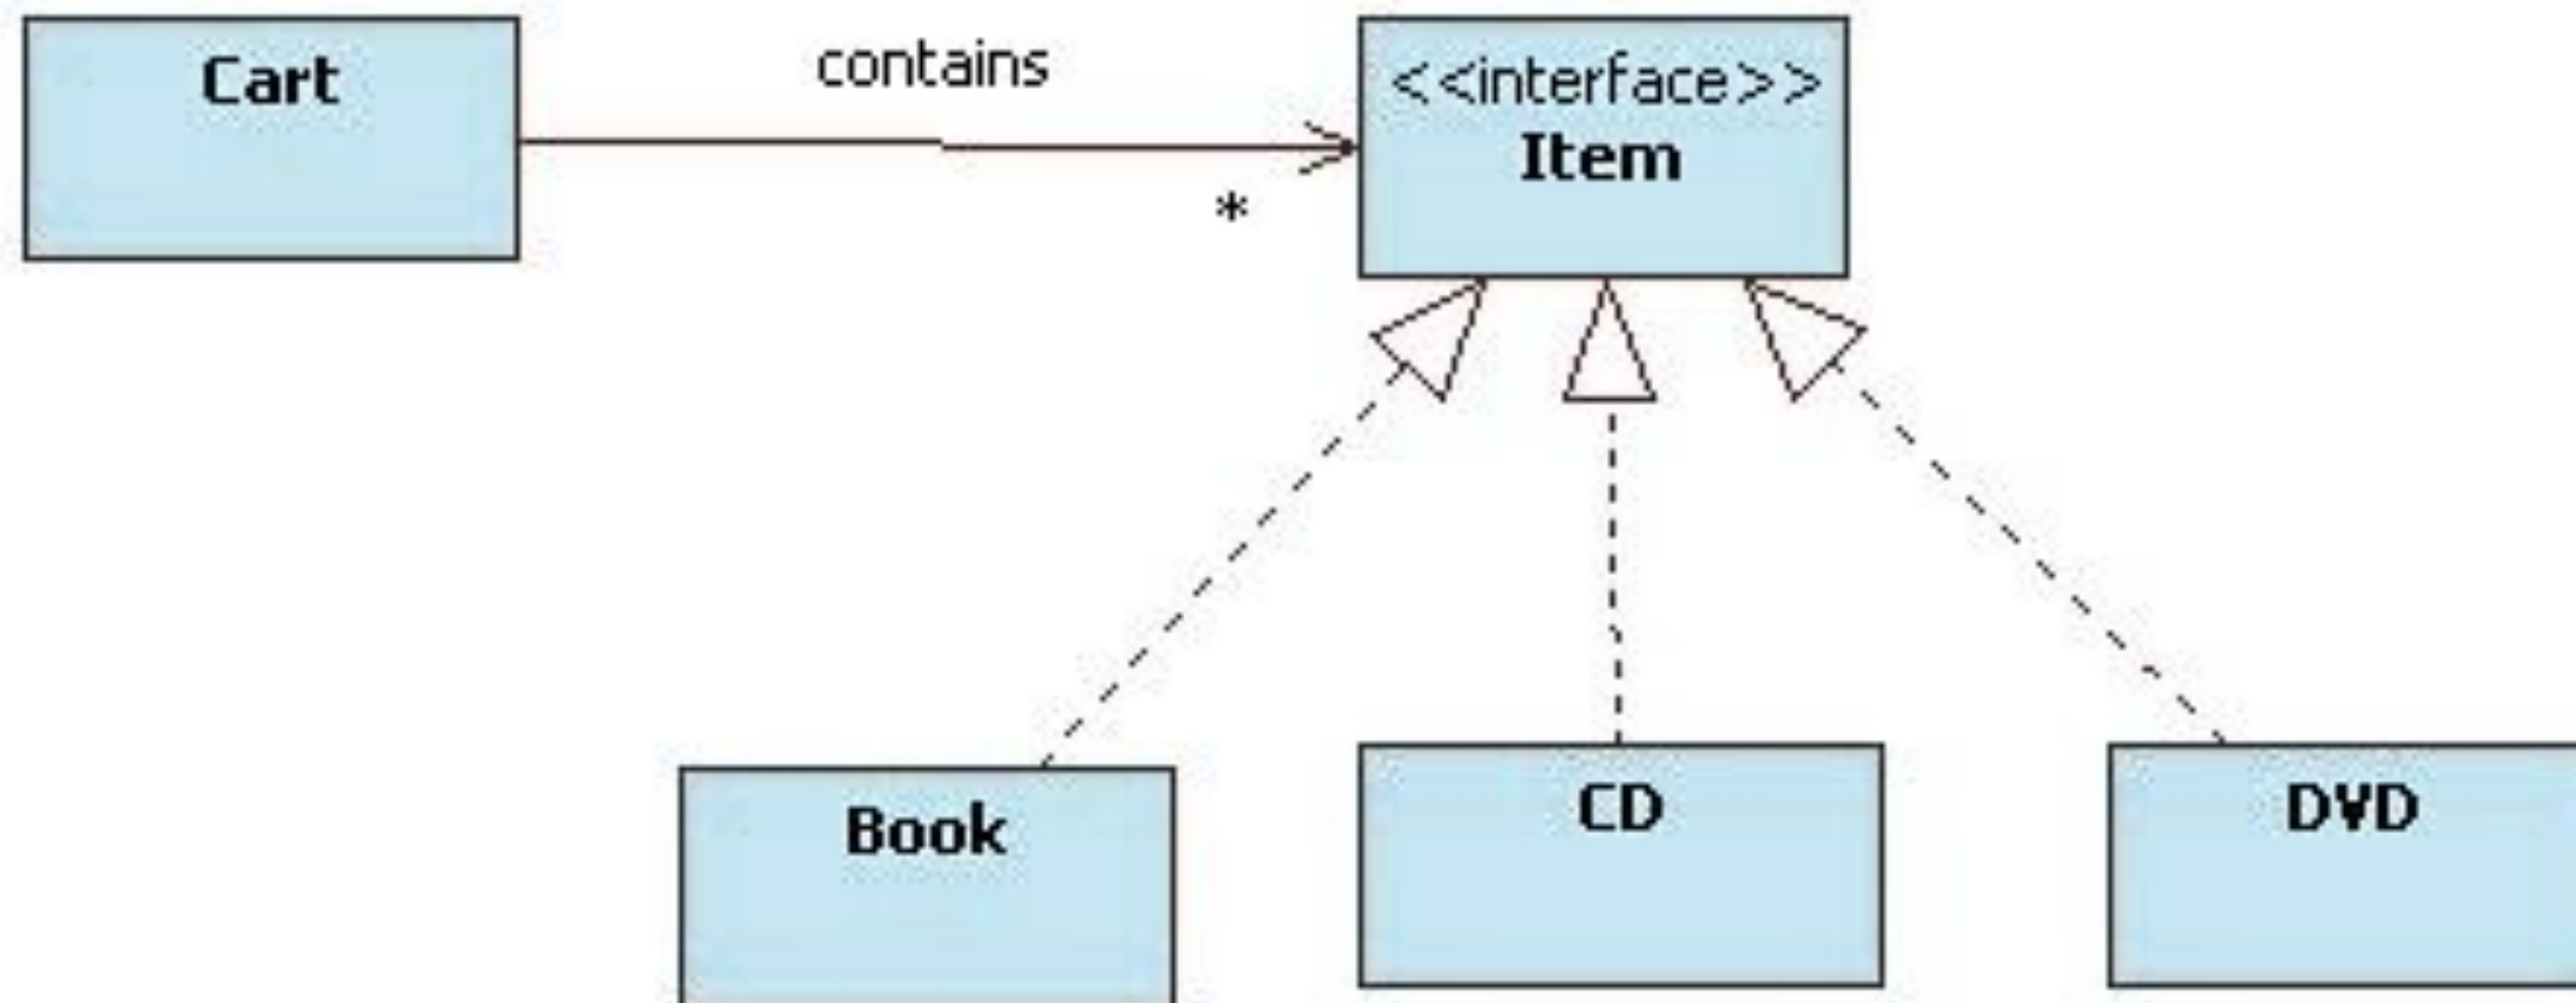 Cart
contains
*
<<interface>>
Item
Book
CD
DVD